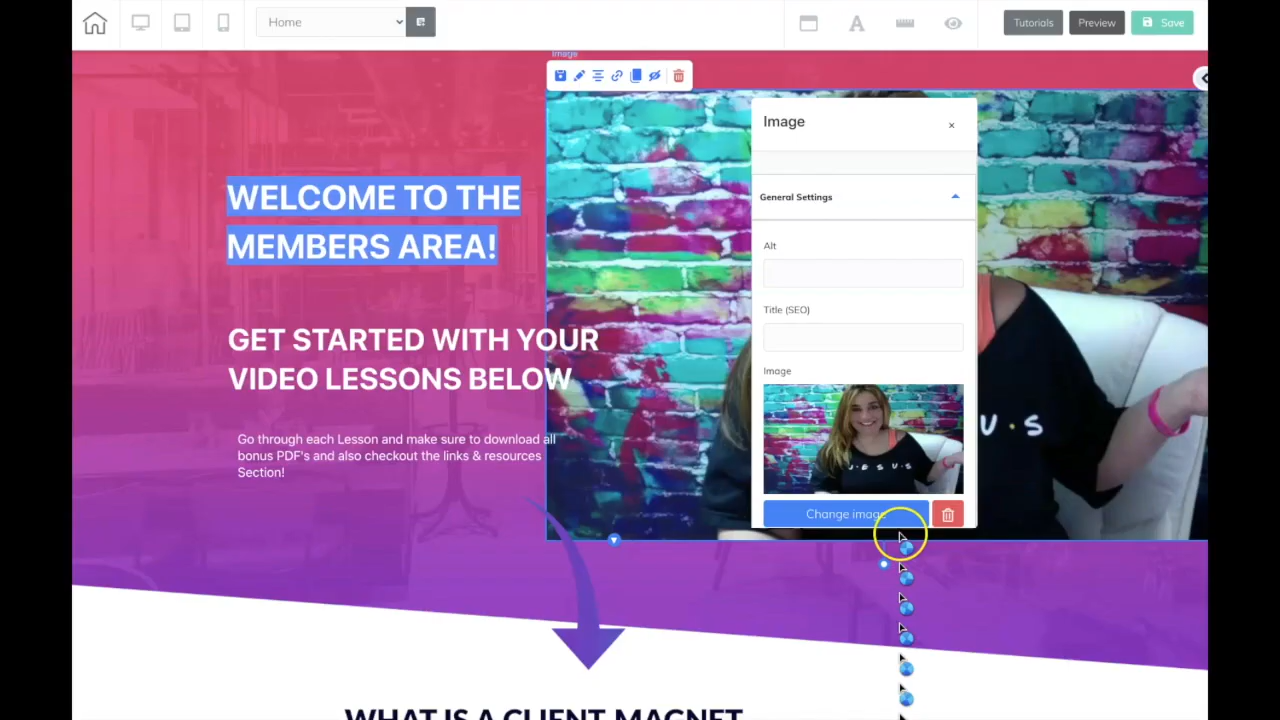 Home
Tutorials
Preview
Save
Image
Image
×
General Settings
Alt
Title (SEO)
Image
J·E·S·U·S
Change image
U·S
WELCOME TO THE
MEMBERS AREA!
GET STARTED WITH YOUR
VIDEO LESSONS BELOW
Go through each Lesson and make sure to download all
bonus PDF's and also checkout the links & resources
Section!
WHAT IS A CLIENT MAGNET